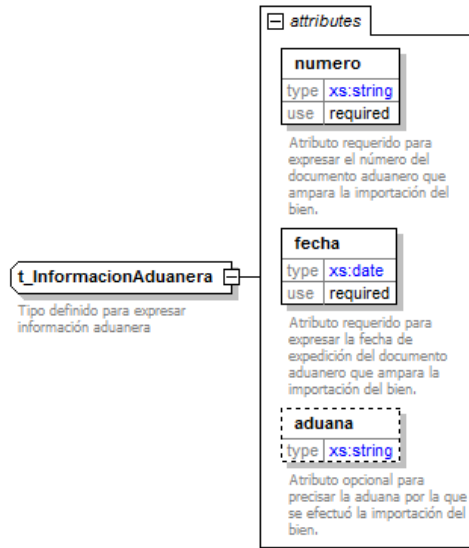 attributes
numero
type xs:string
use required
Atributo requerido para
expresar el número del
documento aduanero que
ampara la importación del
bien.
t_InformacionAduanera
Tipo definido para expresar
información aduanera
fecha
type xs:date
use required
Atributo requerido para
expresar la fecha de
expedición del documento
aduanero que ampara la
importación del bien.
aduana
type xs:string
Atributo opcional para
precisar la aduana por la que
se efectuó la importación del
bien.